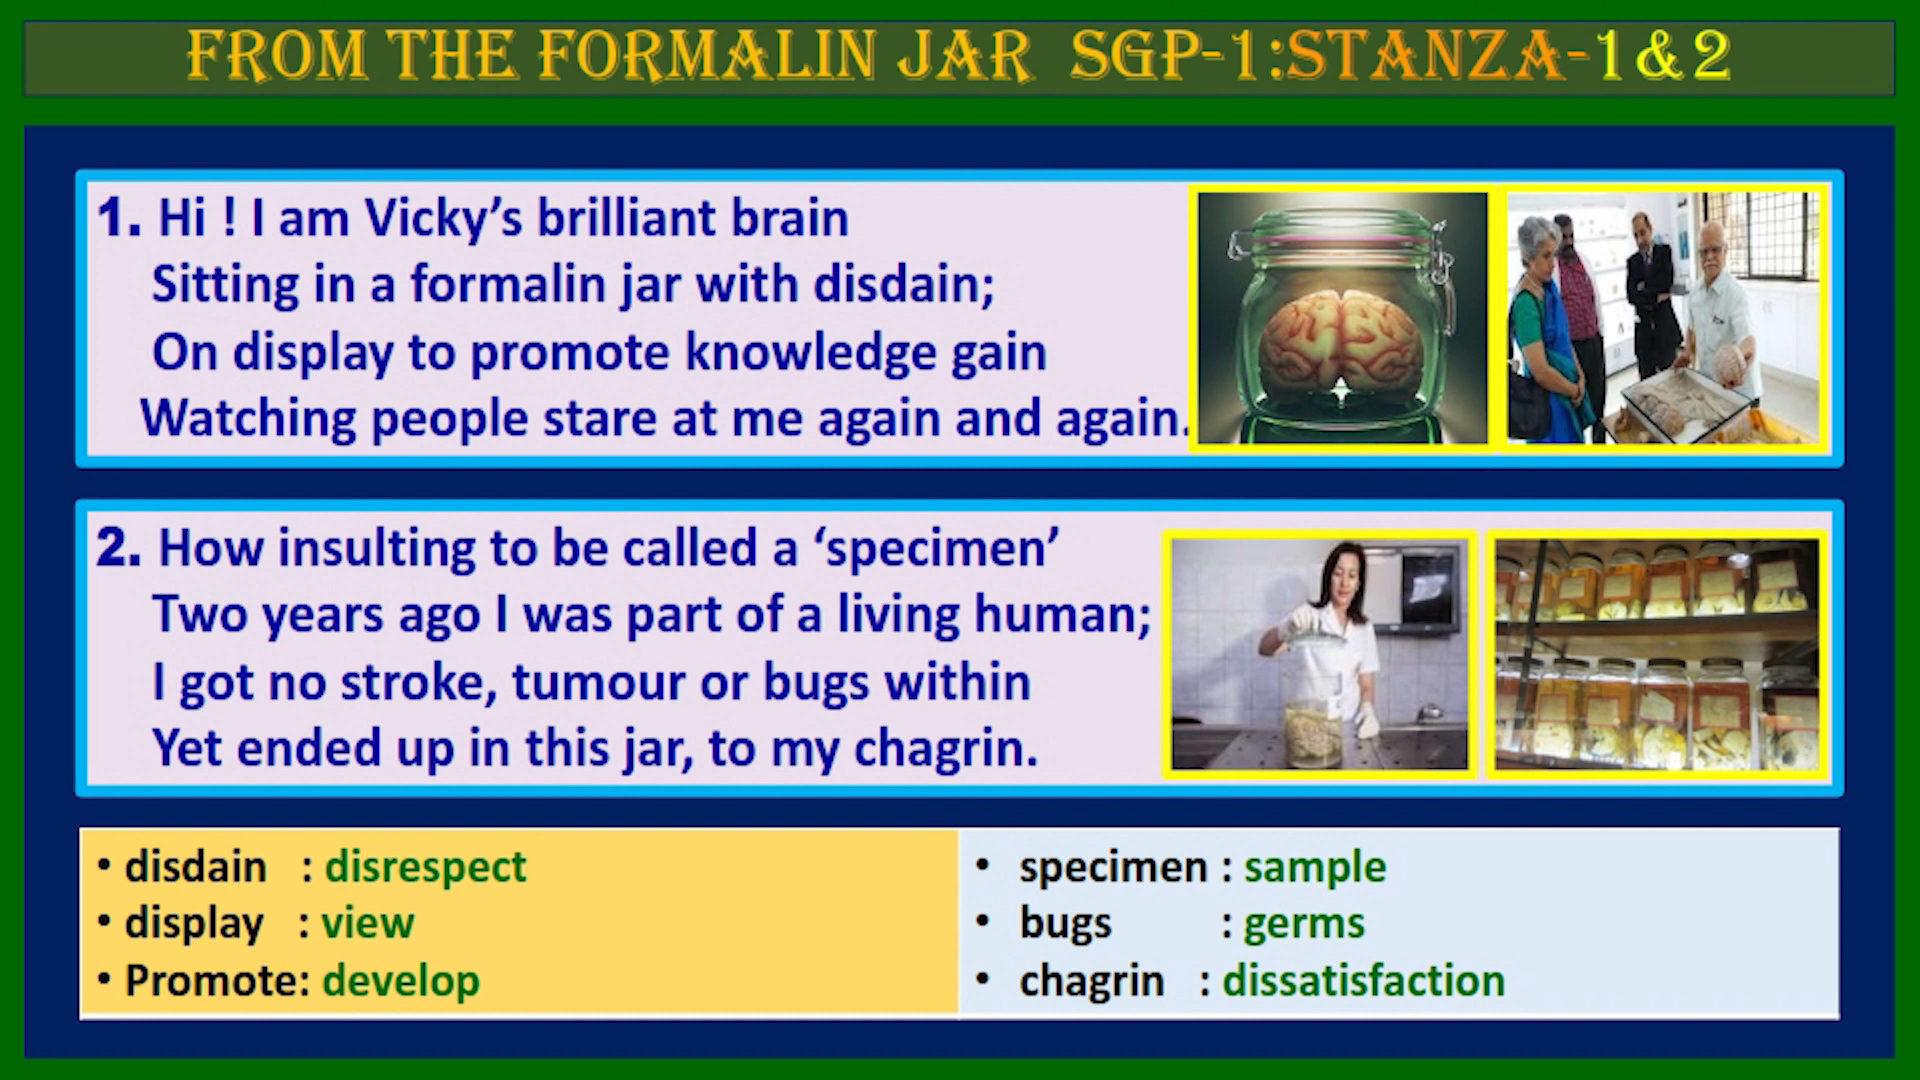 FROM THE FORMALIN JAR SGP-1:STANZA-1&2
1. Hi ! I am Vicky’s brilliant brain
Sitting in a formalin jar with disdain;
On display to promote knowledge gain
Watching people stare at me again and again.
2. How insulting to be called a ‘specimen’
Two years ago I was part of a living human;
I got no stroke, tumour or bugs within
Yet ended up in this jar, to my chagrin.
• disdain : disrespect
• display : view
• Promote: develop
• specimen : sample
• bugs : germs
• chagrin : dissatisfaction